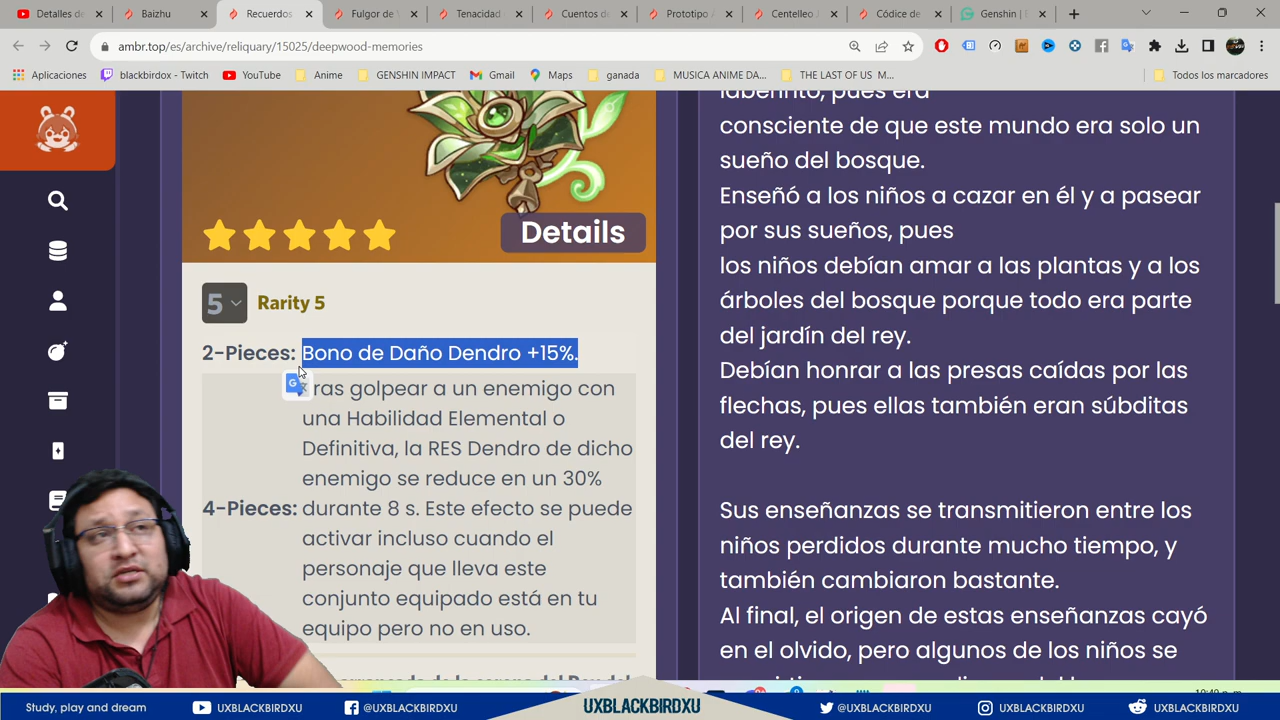 Detalles de
Baizhu
Recuerdos
Fulgor de V
Tenacidad
Cuentos de
Prototipo A
Centelleo
Códice de
Genshin | E
ambr.top/es/archive/reliquary/15025/deepwood-memories
Aplicaciones
blackbirdox - Twitch
YouTube
Anime
GENSHIN IMPACT
Gmail
Maps
ganada
MUSICA ANIME DA...
THE LAST OF US M...
Todos los marcadores
Details
5
Rarity 5
2-Pieces: Bono de Daño Dendro +15%.
ras golpear a un enemigo con
una Habilidad Elemental o
Definitiva, la RES Dendro de dicho
enemigo se reduce en un 30%
4-Pieces: durante 8 s. Este efecto se puede
activar incluso cuando el
personaje que lleva este
conjunto equipado está en tu
equipo pero no en uso.
laberinto, pues era
consciente de que este mundo era solo un
sueño del bosque.
Enseñó a los niños a cazar en él y a pasear
por sus sueños, pues
los niños debían amar a las plantas y a los
árboles del bosque porque todo era parte
del jardín del rey.
Debían honrar a las presas caídas por las
flechas, pues ellas también eran súbditas
del rey.
Sus enseñanzas se transmitieron entre los
niños perdidos durante mucho tiempo, y
también cambiaron bastante.
Al final, el origen de estas enseñanzas cayó
en el olvido, pero algunos de los niños se
Study, play and dream
UXBLACKBIRDXU
@UXBLACKBIRDXU
UXBLACKBIRDXU
@UXBLACKBIRDXU
UXBLACKBIRDXU
UXBLACKBIRDXU